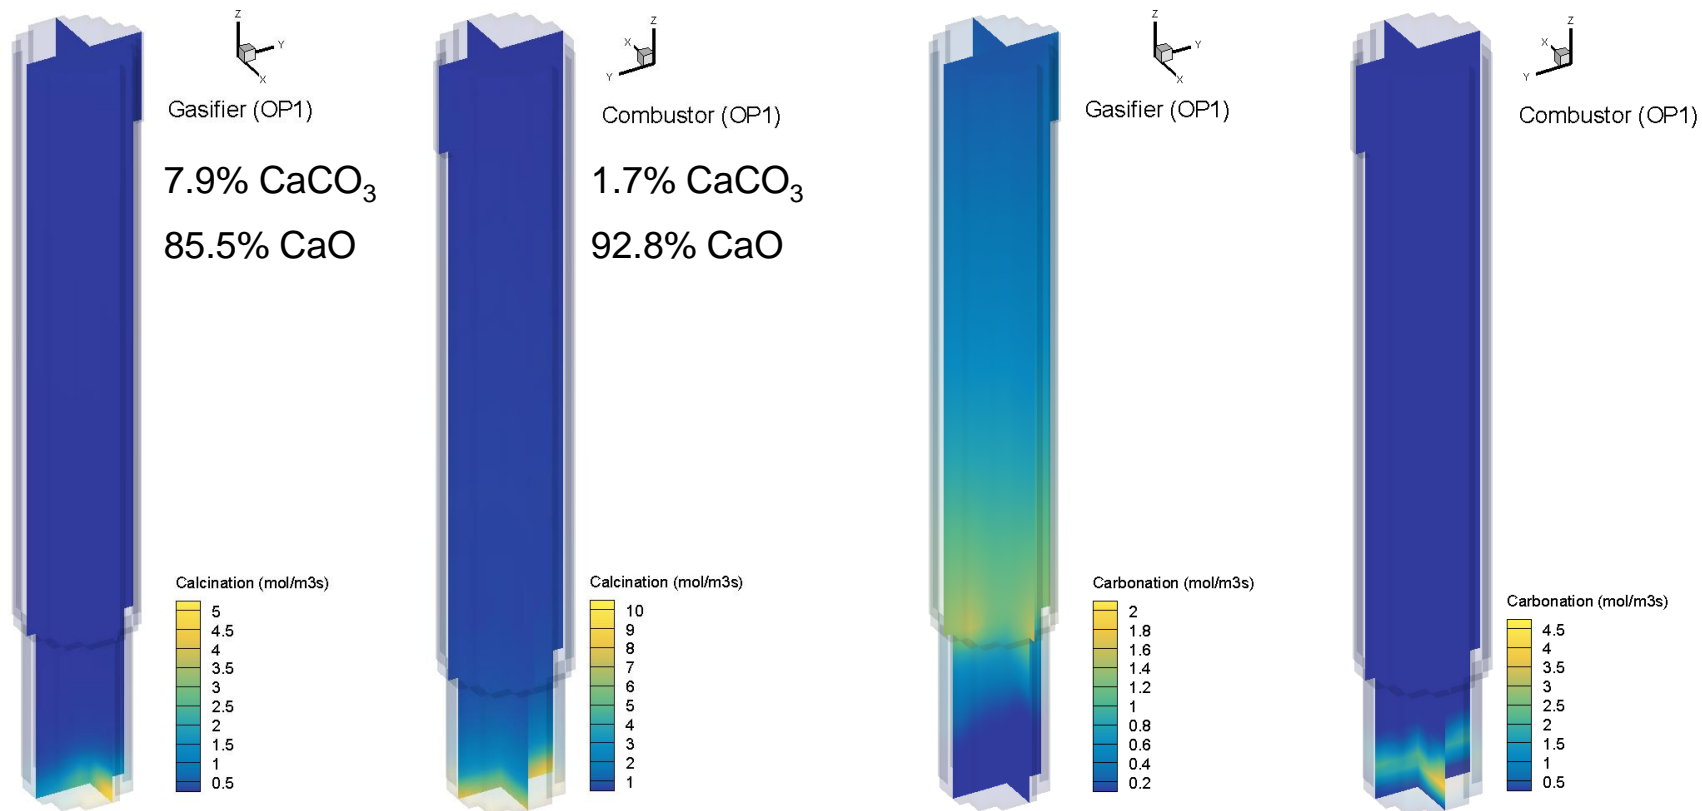 Z
Y
X
Gasifier (OP1)
7.9% CaCO₃
85.5% CaO
Calcination (mol/m3s)
5
4.5
4
3.5
3
2.5
2
1.5
1
0.5
Z
X
Y
Combustor (OP1)
1.7% CaCO₃
92.8% CaO
Calcination (mol/m3s)
10
9
8
7
6
5
4
3
2
1
Z
Y
X
Gasifier (OP1)
Carbonation (mol/m3s)
2
1.8
1.6
1.4
1.2
1
0.8
0.6
0.4
0.2
Z
X
Y
Combustor (OP1)
Carbonation (mol/m3s)
4.5
4
3.5
3
2.5
2
1.5
1
0.5